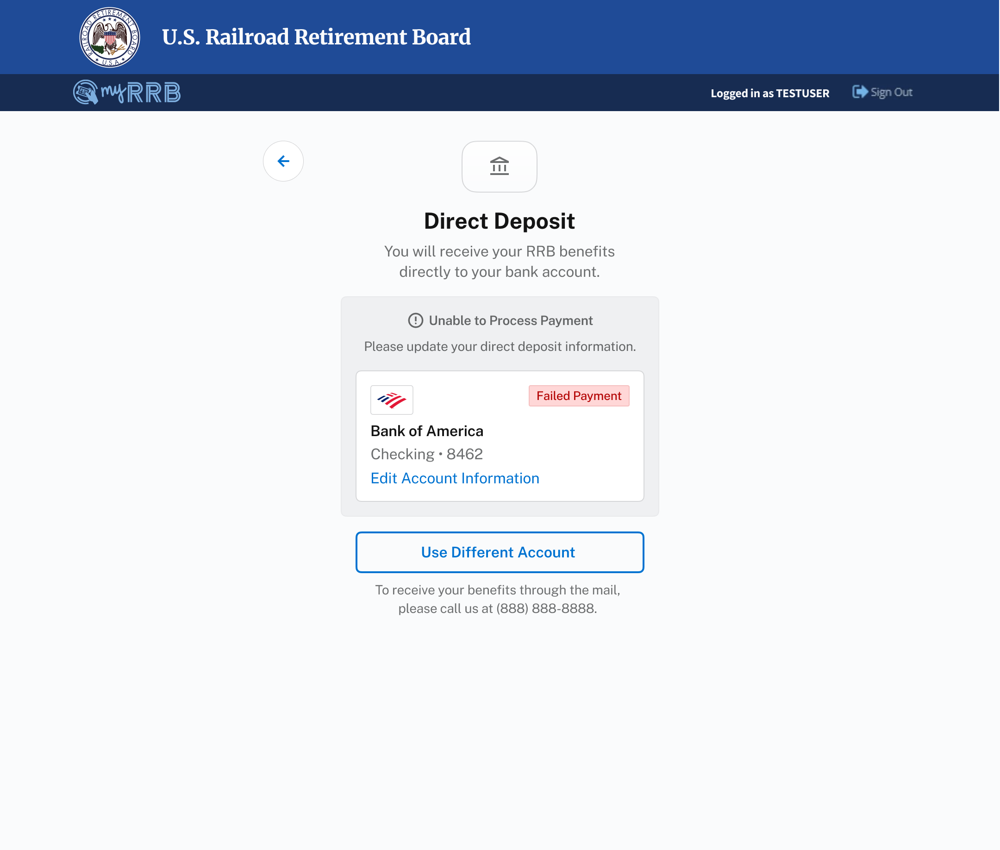 RAILROAD RETIREMENT BOARD
U.S.A.
U.S. Railroad Retirement Board
myRRB
Logged in as TESTUSER
Sign Out
Direct Deposit
You will receive your RRB benefits
directly to your bank account.
Unable to Process Payment
Please update your direct deposit information.
Failed Payment
Bank of America
Checking • 8462
Edit Account Information
Use Different Account
To receive your benefits through the mail,
please call us at (888) 888-8888.